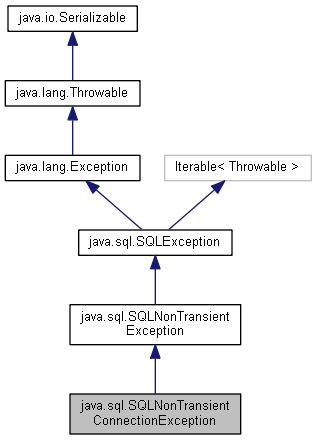 java.io.Serializable
java.lang.Throwable
java.lang.Exception
Iterable< Throwable >
java.sql.SQLException
java.sql.SQLNonTransient
Exception
java.sql.SQLNonTransient
ConnectionException